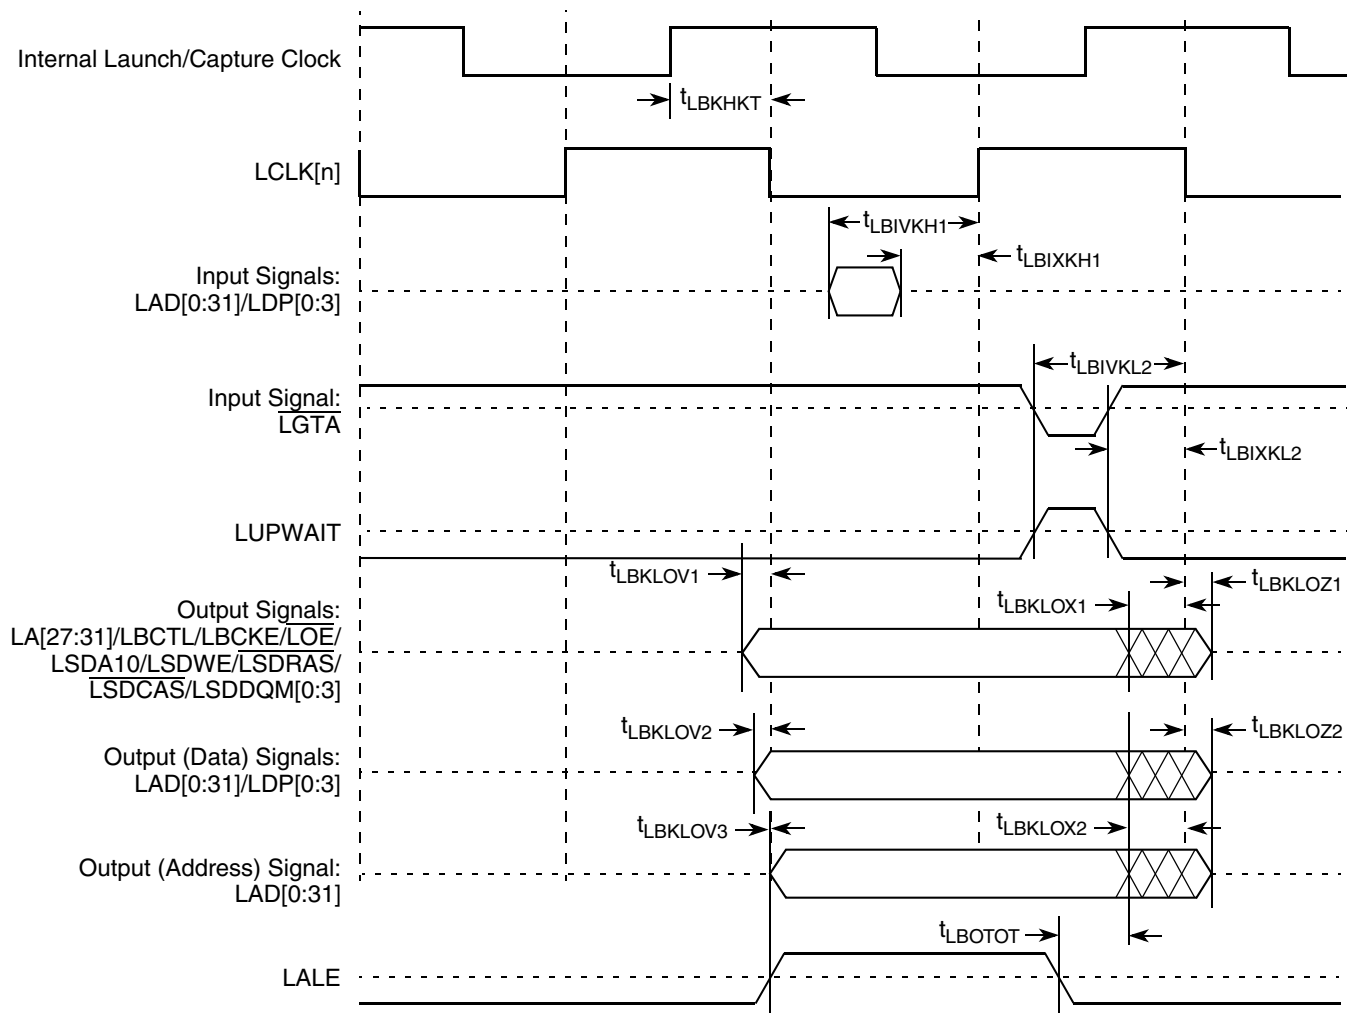 Internal Launch/Capture Clock
tLBKHKT
LCLK[n]
tLBIVKH1
tLBIXKH1
Input Signals:
LAD[0:31]/LDP[0:3]
tLBIVKL2
Input Signal:
LGTA
tLBIXKL2
LUPWAIT
tLBKLOV1
tLBKLOZ1
tLBKLOX1
Output Signals:
LA[27:31]/LBCTL/LBCKE/LOE/
LSDA10/LSDWE/LSDRAS/
LSDCAS/LSDDQM[0:3]
tLBKLOV2
tLBKLOZ2
Output (Data) Signals:
LAD[0:31]/LDP[0:3]
tLBKLOV3
tLBKLOX2
Output (Address) Signal:
LAD[0:31]
tLBOTOT
LALE